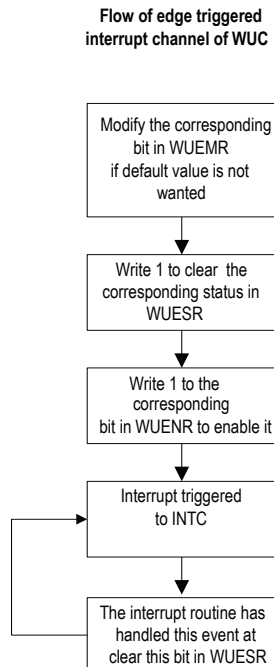 Flow of edge triggered
interrupt channel of WUC
Modify the corresponding
bit in WUEMR
if default value is not
wanted
Write 1 to clear the
corresponding status in
WUESR
Write 1 to the
corresponding
bit in WUENR to enable it
Interrupt triggered
to INTC
The interrupt routine has
handled this event at
clear this bit in WUESR